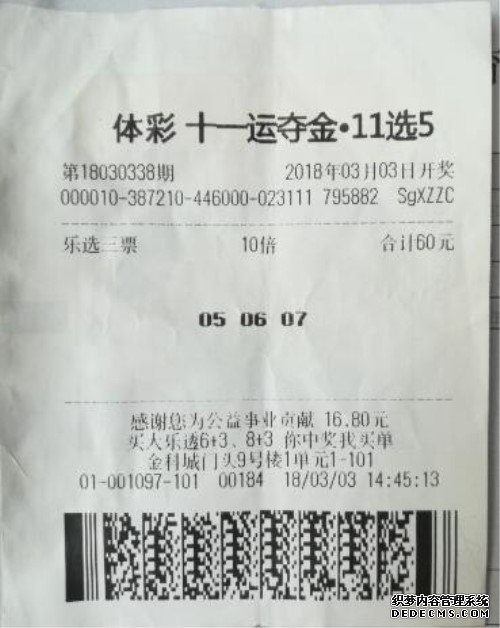 体彩 十一运夺金·11选5
第18030338期 2018年03月03日开奖
000010-387210-446000-023111 795882 SgXZZC
乐选三票 10倍 合计60元
05 06 07
感谢您为公益事业贡献 16.80元
买大乐透6+3、8+3 你中奖我买单
金科城门头9号楼1单元1-101
01-001097-101 00184 18/03/03 14:45:13
织梦内容管理系统
DEDECMS.COM